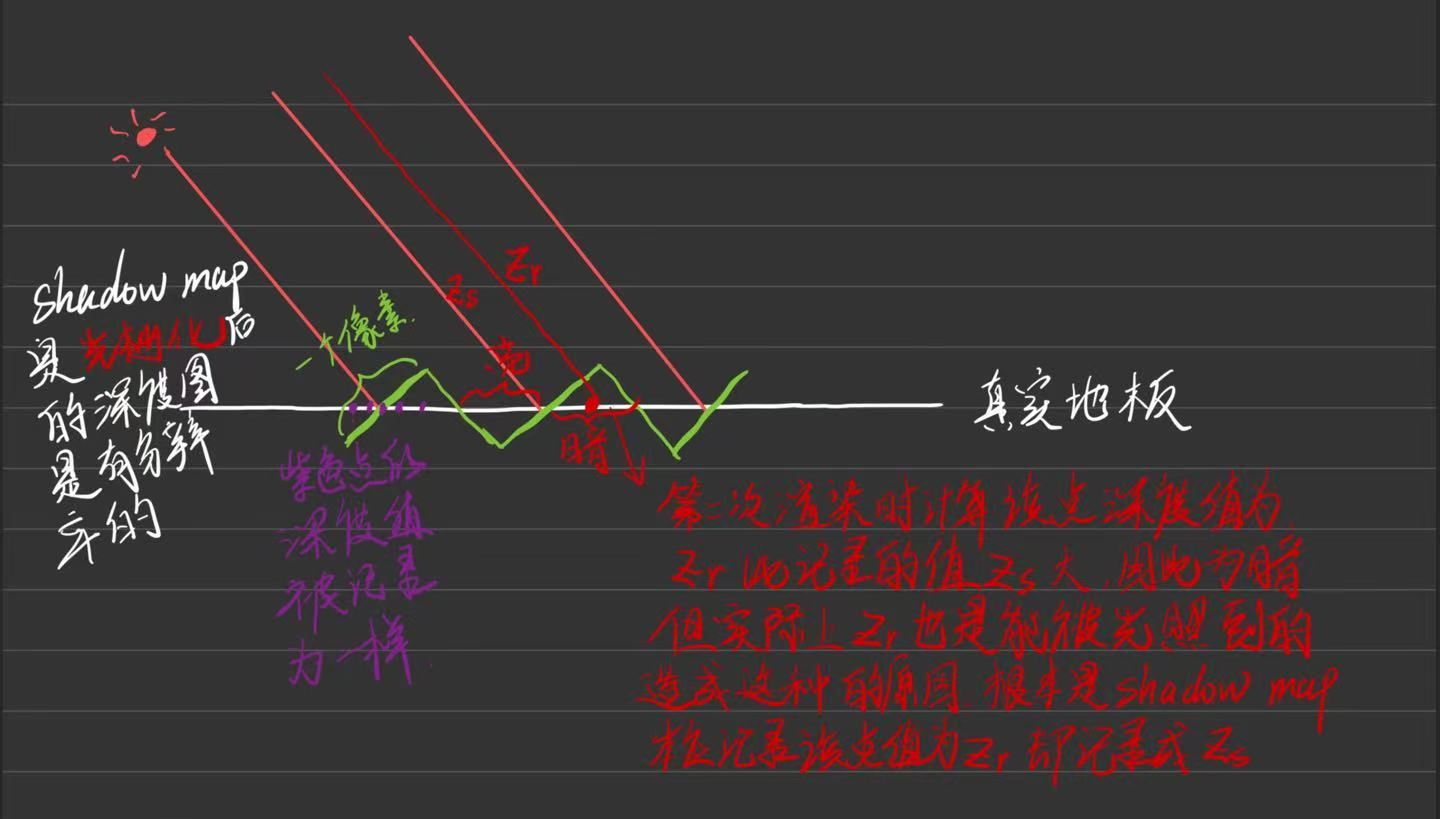 shadow map
是光栅化后
的深度图
是有分辨
率的
一个像素
Zs
Zr
亮
暗
真实地板
紫色点的
深度值
被记录
为一样
第二次渲染时计算该点深度值为
Zr 比记录的值 Zs 大,因此为暗
但实际上 Zr 也是能被光照到的
造成这种的原因.根本是 shadow map
本应记录该点值为 Zr 却记录成 Zs